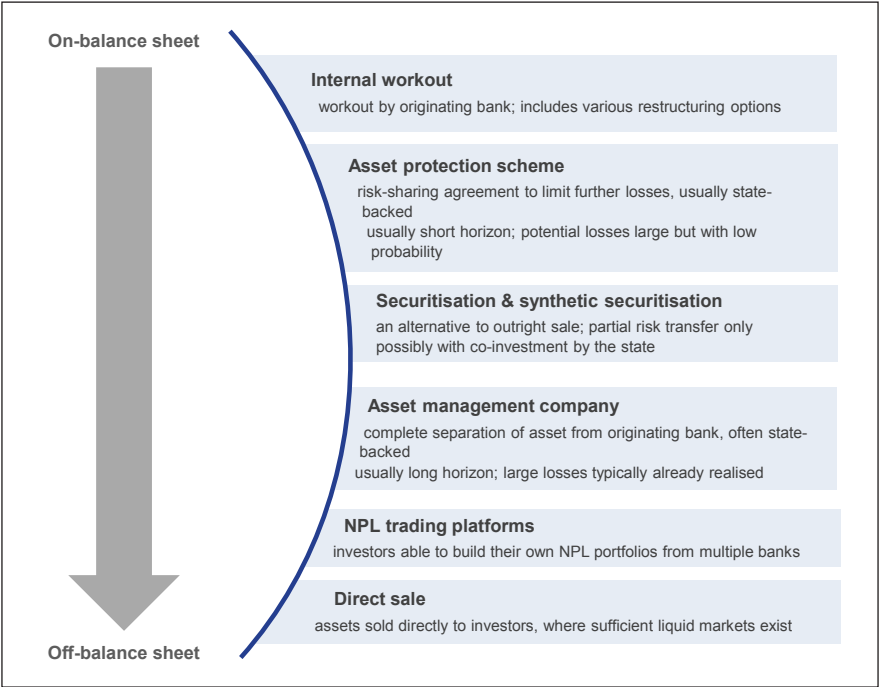 On-balance sheet
Internal workout
workout by originating bank; includes various restructuring options
Asset protection scheme
risk-sharing agreement to limit further losses, usually state-
backed
usually short horizon; potential losses large but with low
probability
Securitisation & synthetic securitisation
an alternative to outright sale; partial risk transfer only
possibly with co-investment by the state
Asset management company
complete separation of asset from originating bank, often state-
backed
usually long horizon; large losses typically already realised
NPL trading platforms
investors able to build their own NPL portfolios from multiple banks
Direct sale
assets sold directly to investors, where sufficient liquid markets exist
Off-balance sheet